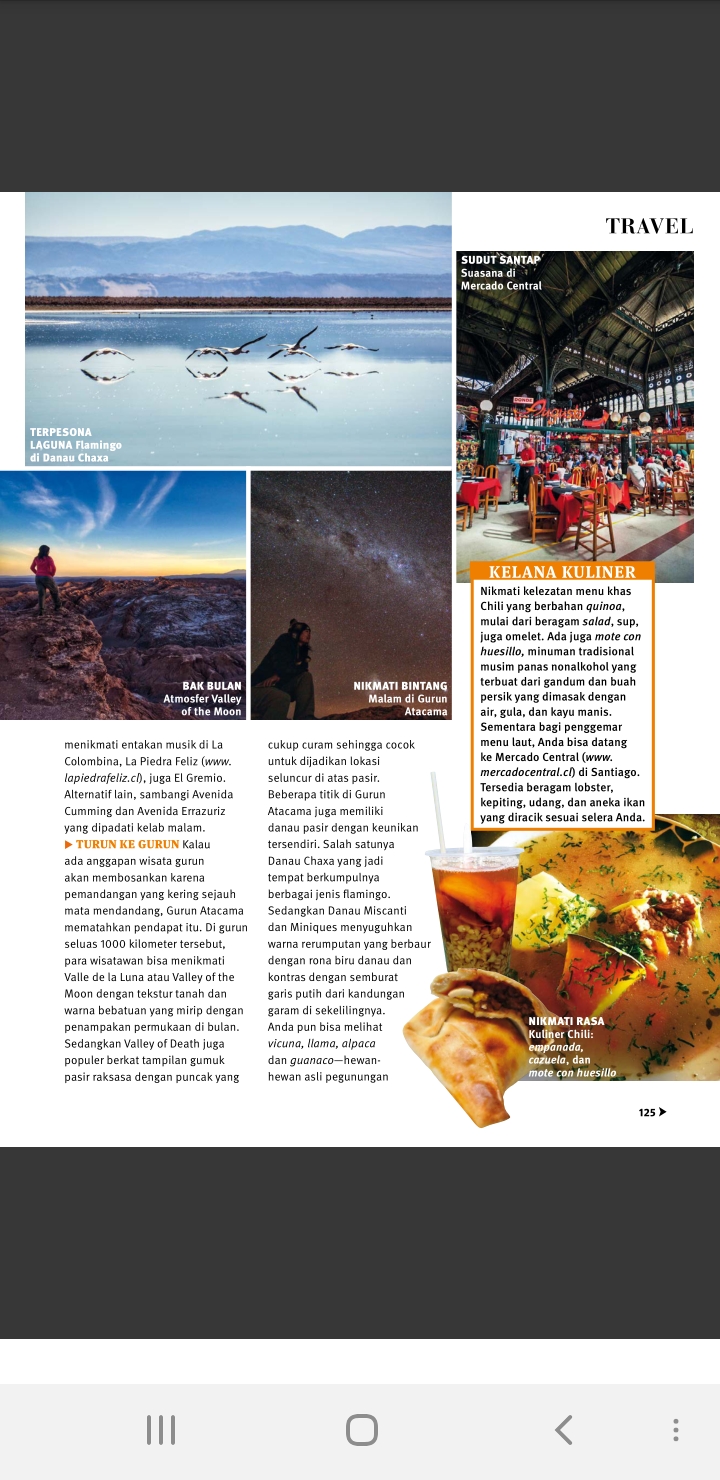 TRAVEL
TERPESONA
LAGUNA Flamingo
di Danau Chaxa
SUDUT SANTAP
Suasana di
Mercado Central
DONDE
Augusto
BAK BULAN
Atmosfer Valley
of the Moon
NIKMATI BINTANG
Malam di Gurun
Atacama
KELANA KULINER
Nikmati kelezatan menu khas
Chili yang berbahan quinoa,
mulai dari beragam salad, sup,
juga omelet. Ada juga mote con
huesillo, minuman tradisional
musim panas nonalkohol yang
terbuat dari gandum dan buah
persik yang dimasak dengan
air, gula, dan kayu manis.
Sementara bagi penggemar
menu laut, Anda bisa datang
ke Mercado Central (www.
mercadocentral.cl) di Santiago.
Tersedia beragam lobster,
kepiting, udang, dan aneka ikan
yang diracik sesuai selera Anda.
menikmati entakan musik di La
Colombina, La Piedra Feliz (www.
lapiedrafeliz.cl), juga El Gremio.
Alternatif lain, sambangi Avenida
Cumming dan Avenida Errazuriz
yang dipadati kelab malam.
▶ TURUN KE GURUN Kalau
ada anggapan wisata gurun
akan membosankan karena
pemandangan yang kering sejauh
mata mendandang, Gurun Atacama
mematahkan pendapat itu. Di gurun
seluas 1000 kilometer tersebut,
para wisatawan bisa menikmati
Valle de la Luna atau Valley of the
Moon dengan tekstur tanah dan
warna bebatuan yang mirip dengan
penampakan permukaan di bulan.
Sedangkan Valley of Death juga
populer berkat tampilan gumuk
pasir raksasa dengan puncak yang
cukup curam sehingga cocok
untuk dijadikan lokasi
seluncur di atas pasir.
Beberapa titik di Gurun
Atacama juga memiliki
danau pasir dengan keunikan
tersendiri. Salah satunya
Danau Chaxa yang jadi
tempat berkumpulnya
berbagai jenis flamingo.
Sedangkan Danau Miscanti
dan Miniques menyuguhkan
warna rerumputan yang berbaur
dengan rona biru danau dan
kontras dengan semburat
garis putih dari kandungan
garam di sekelilingnya.
Anda pun bisa melihat
vicuna, llama, alpaca
dan guanaco—hewan-
hewan asli pegunungan
NIKMATI RASA
Kuliner Chili:
empanada,
cazuela, dan
mote con huesillo
125 ➤